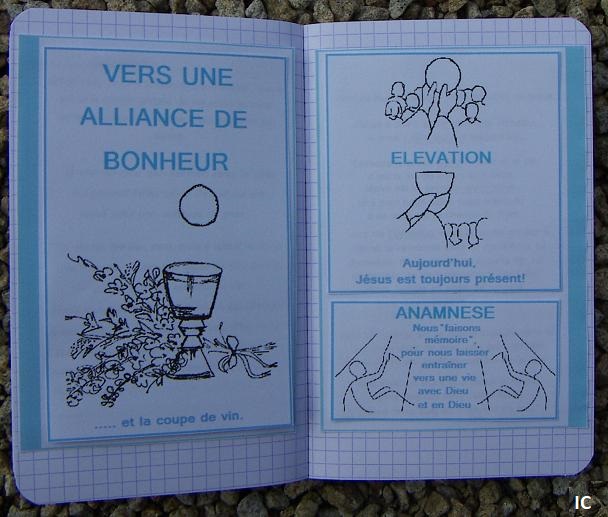 VERS UNE
ALLIANCE DE
BONHEUR
..... et la coupe de vin.
ELEVATION
Aujourd'hui,
Jésus est toujours présent!
ANAMNESE
Nous "faisons
mémoire",
pour nous laisser
entraîner
vers une vie
avec Dieu
et en Dieu
IC